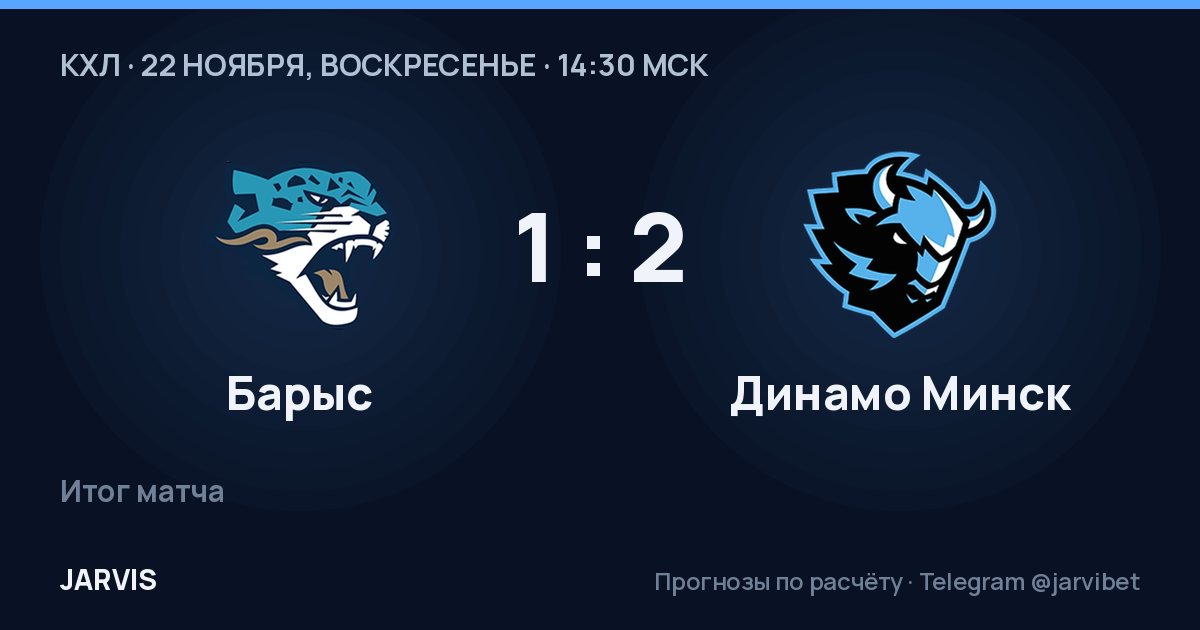 КХЛ · 22 НОЯБРЯ, ВОСКРЕСЕНЬЕ · 14:30 МСК
1 : 2
Барыс
Динамо Минск
Итог матча
JARVIS
Прогнозы по расчёту · Telegram @jarvibet